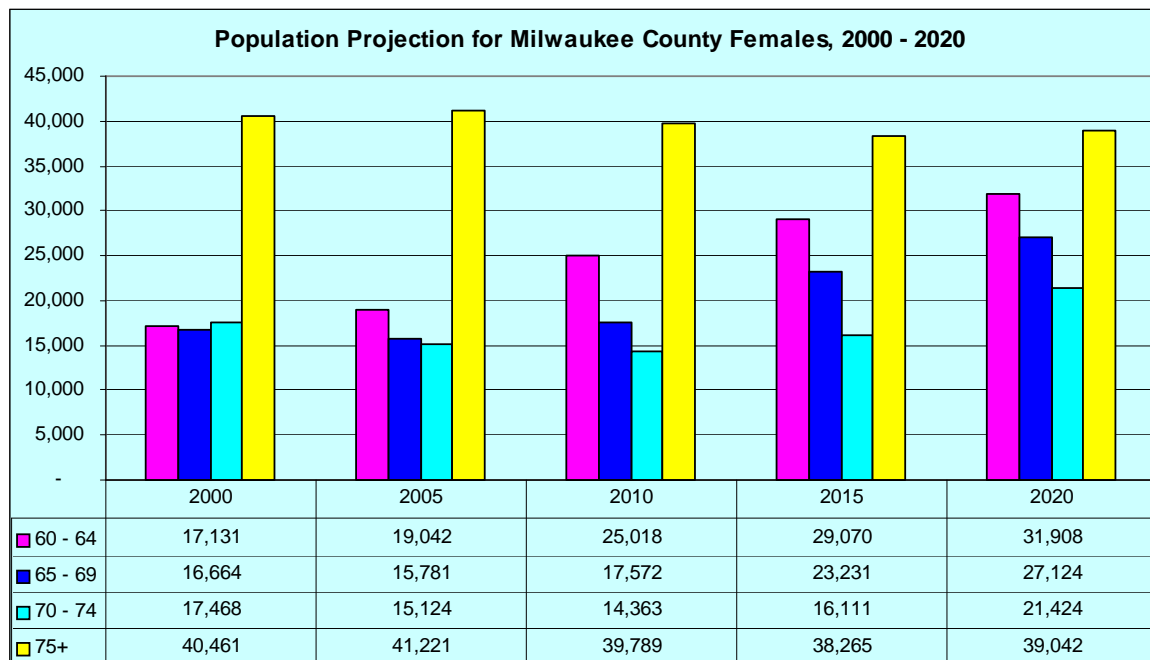 Population Projection for Milwaukee County Females, 2000 - 2020
45,000
40,000
35,000
30,000
25,000
20,000
15,000
10,000
5,000
-
2000 2005 2010 2015 2020
60 - 64 17,131 19,042 25,018 29,070 31,908
65 - 69 16,664 15,781 17,572 23,231 27,124
70 - 74 17,468 15,124 14,363 16,111 21,424
75+ 40,461 41,221 39,789 38,265 39,042